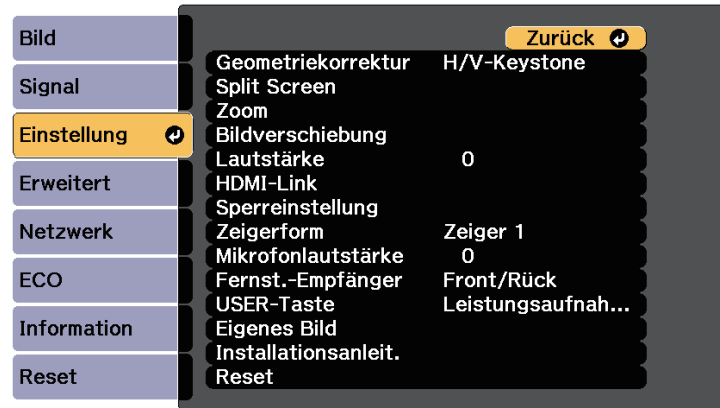 Bild
Signal
Einstellung
Erweitert
Netzwerk
ECO
Information
Reset
Zurück
Geometriekorrektur H/V-Keystone
Split Screen
Zoom
Bildverschiebung
Lautstärke 0
HDMI-Link
Sperreinstellung
Zeigerform Zeiger 1
Mikrofonlautstärke 0
Fernst.-Empfänger Front/Rück
USER-Taste Leistungsaufnah...
Eigenes Bild
Installationsanleit.
Reset